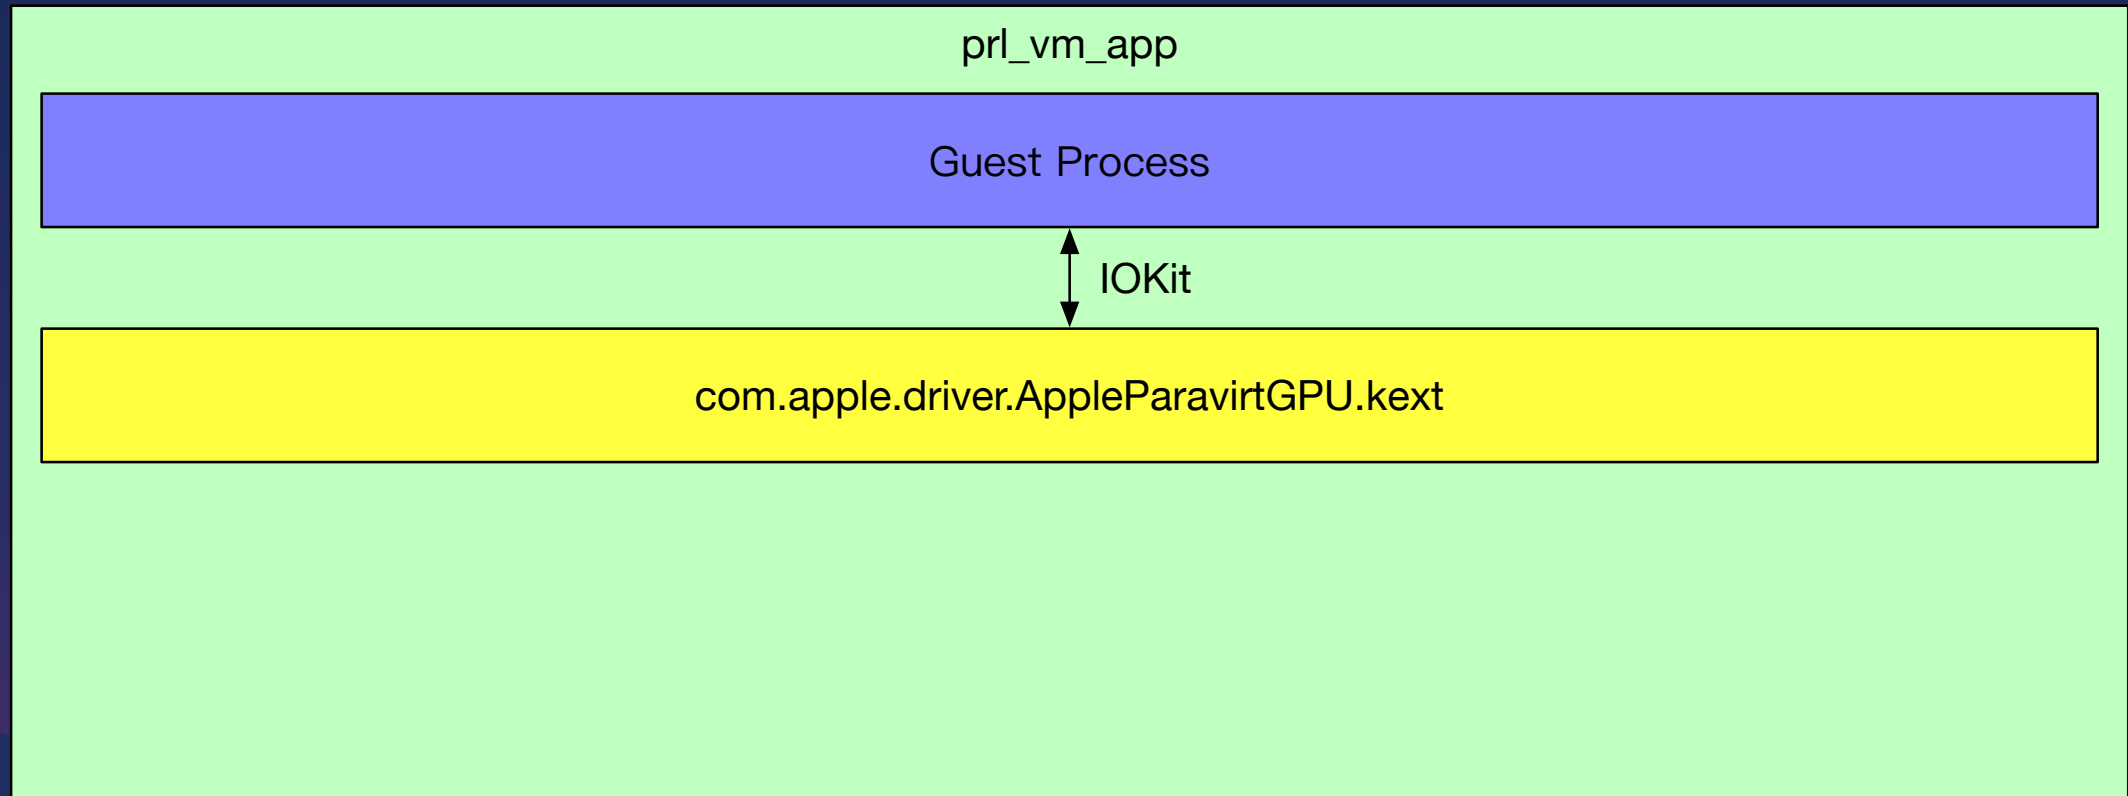 prl_vm_app
Guest Process
IOKit
com.apple.driver.AppleParavirtGPU.kext